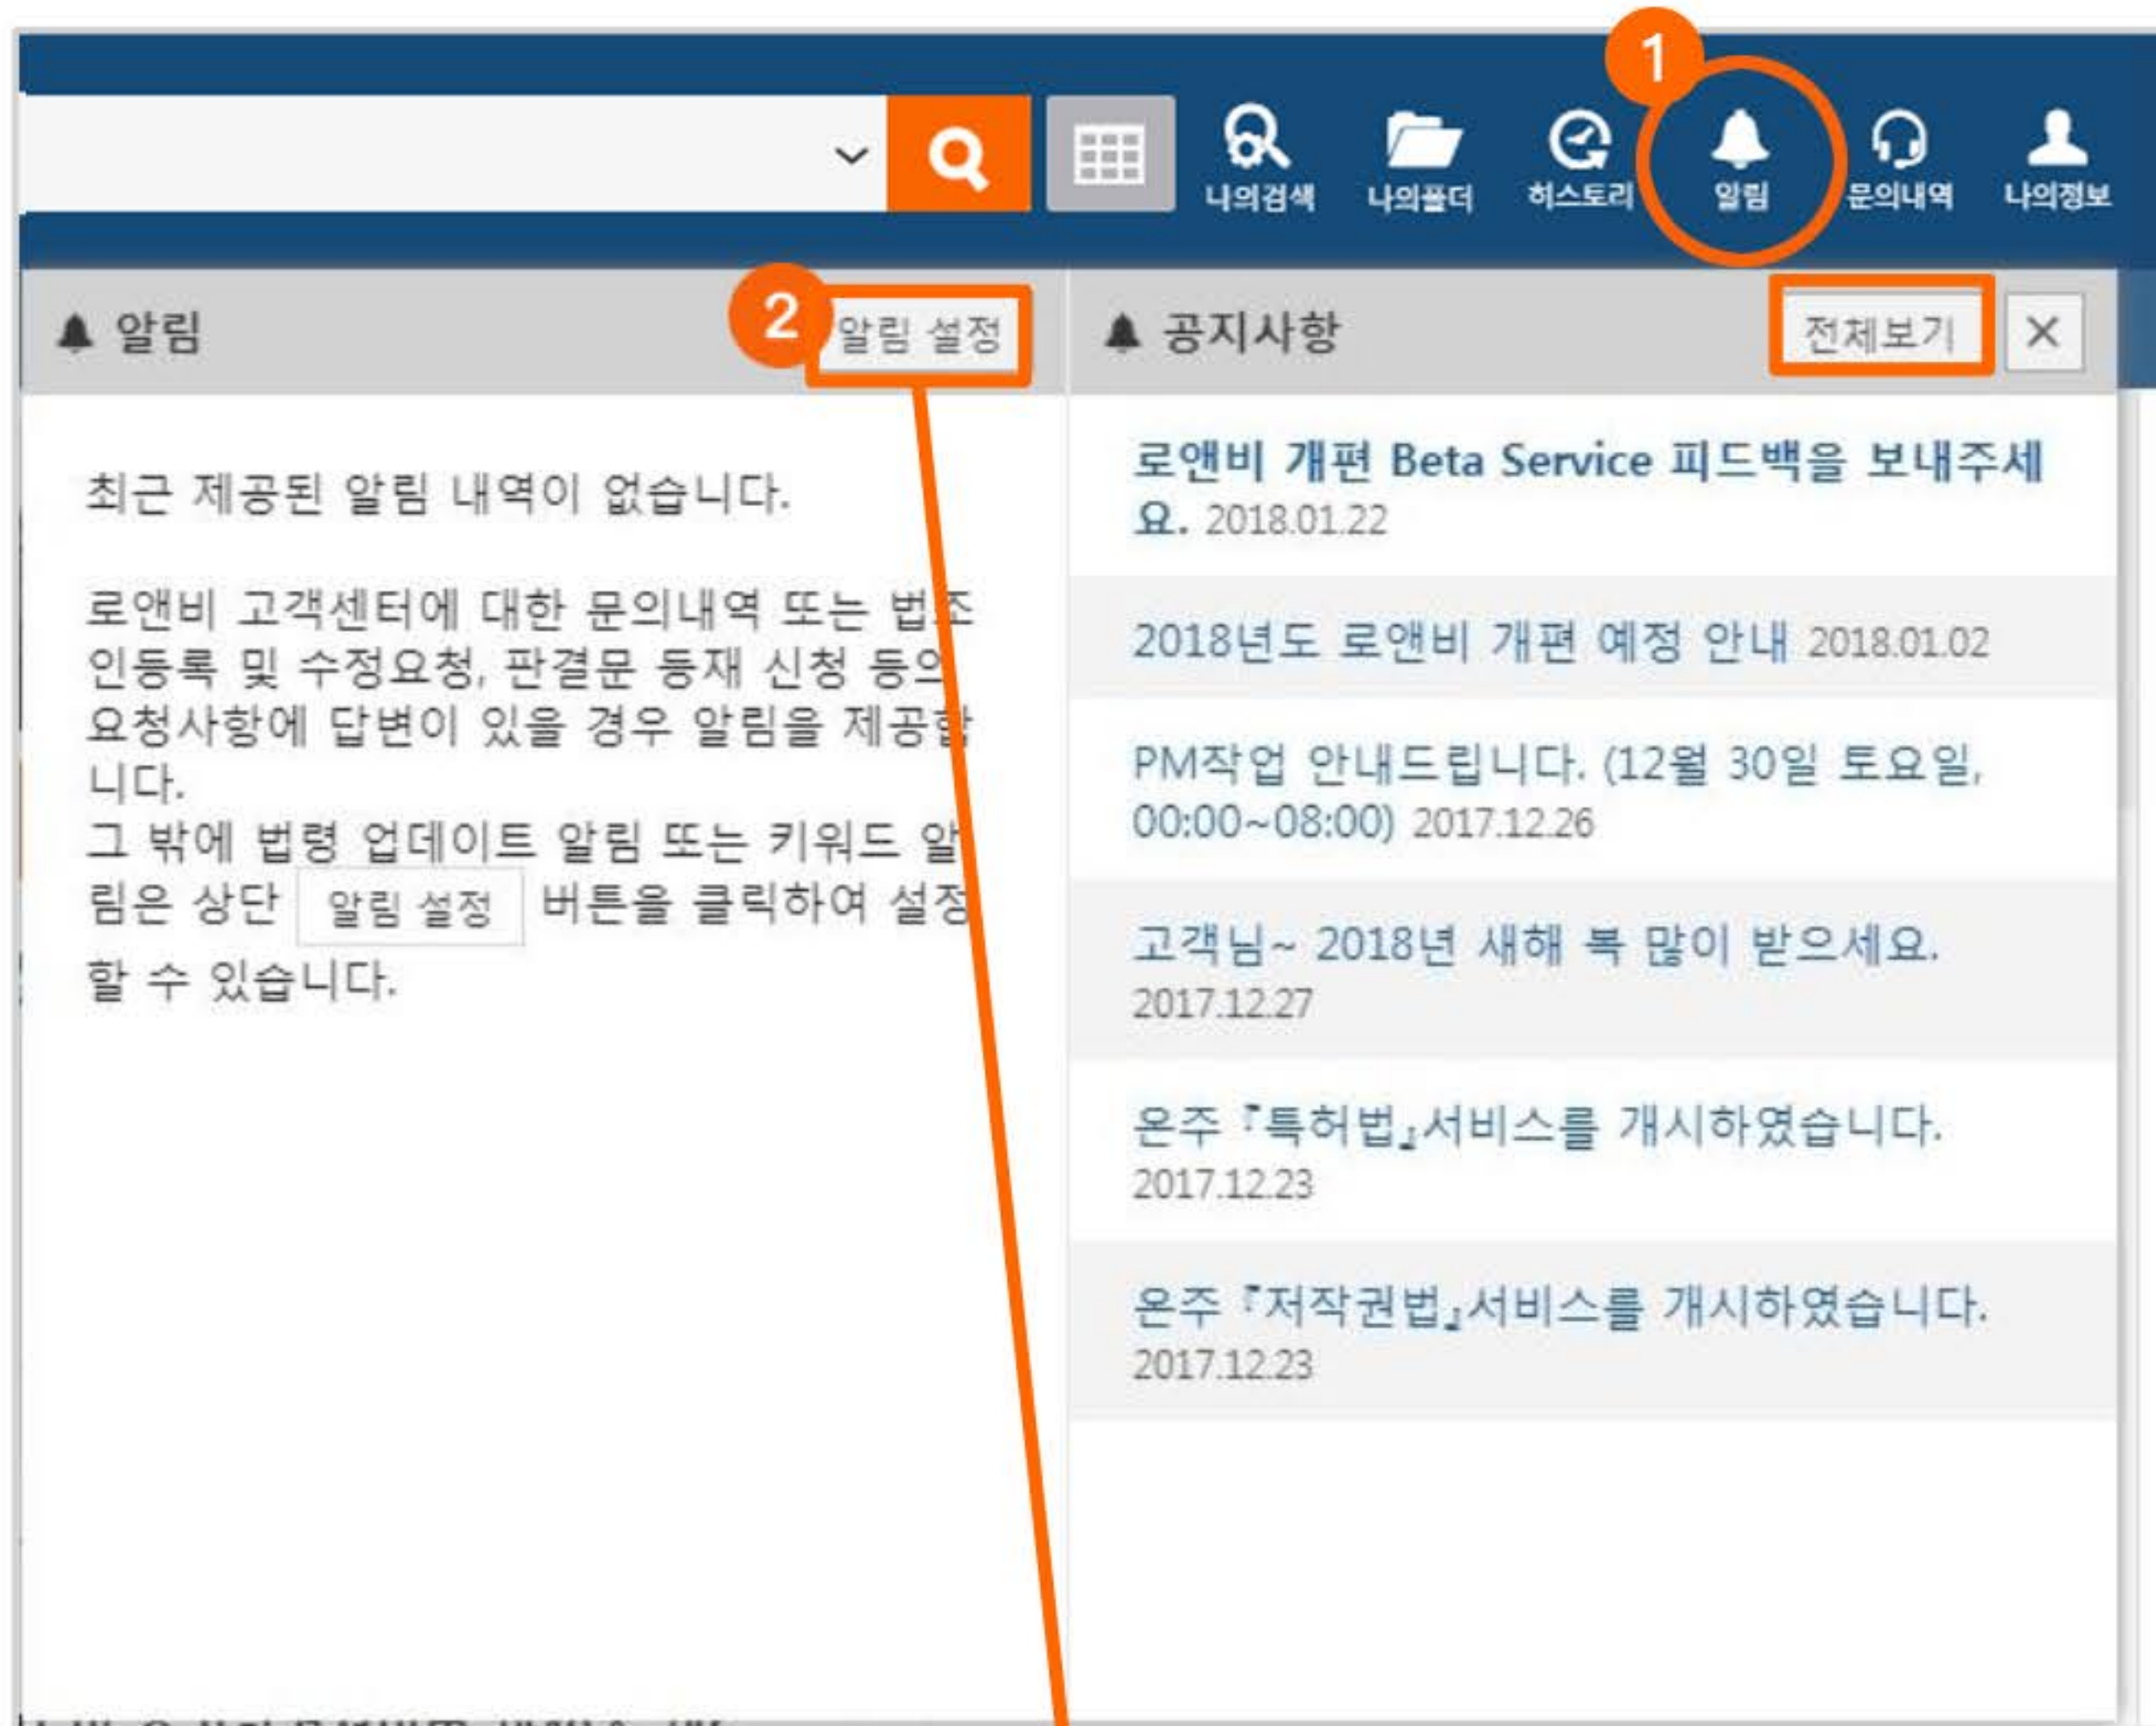 1
나의검색 나의폴더 히스토리 알림 문의내역 나의정보
알림 2 알림 설정
공지사항 전체보기
최근 제공된 알림 내역이 없습니다.
로앤비 고객센터에 대한 문의내역 또는 법조
인등록 및 수정요청, 판결문 등재 신청 등의
요청사항에 답변이 있을 경우 알림을 제공합
니다.
그 밖에 법령 업데이트 알림 또는 키워드 알
림은 상단 알림 설정 버튼을 클릭하여 설정
할 수 있습니다.
로앤비 개편 Beta Service 피드백을 보내주세
요. 2018.01.22
2018년도 로앤비 개편 예정 안내 2018.01.02
PM작업 안내드립니다. (12월 30일 토요일,
00:00~08:00) 2017.12.26
고객님~ 2018년 새해 복 많이 받으세요.
2017.12.27
온주『특허법』서비스를 개시하였습니다.
2017.12.23
온주『저작권법』서비스를 개시하였습니다.
2017.12.23